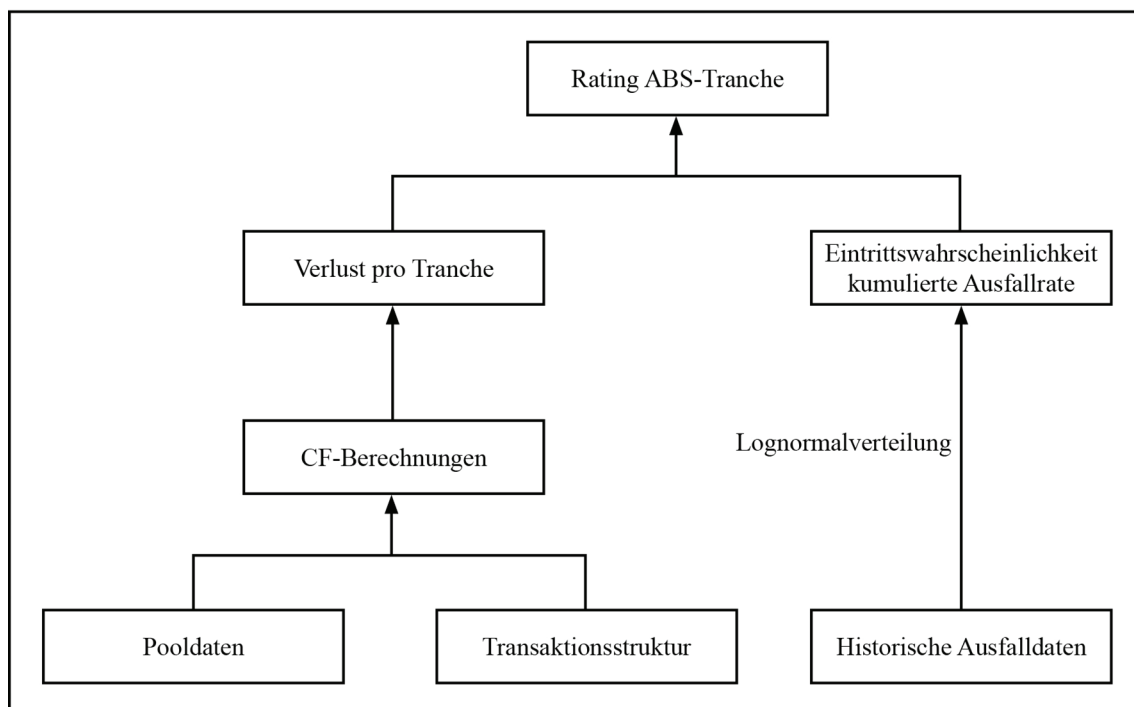 Rating ABS-Tranche
Verlust pro Tranche
Eintrittswahrscheinlichkeit
kumulierte Ausfallrate
CF-Berechnungen
Lognormalverteilung
Pooldaten
Transaktionsstruktur
Historische Ausfalldaten